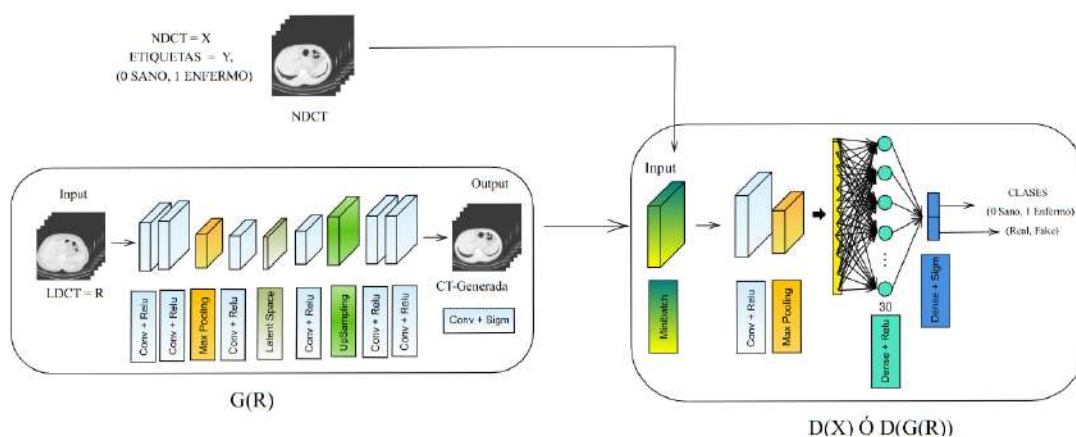 NDCT = X
ETIQUETAS = Y,
(0 SANO, 1 ENFERMO)
NDCT
Input
Output
LDCT = R
CT-Generada
Conv + Relu
Conv + Relu
Max Pooling
Conv + Relu
Latent Space
Conv + Relu
UpSampling
Conv + Relu
Conv + Relu
Conv + Sigm
G(R)
Input
Minibatch
Conv + Relu
Max Pooling
30
Dense + Relu
Dense + Sigm
CLASES
(0 Sano, 1 Enfermo)
(Real, Fake)
D(X) Ó D(G(R))